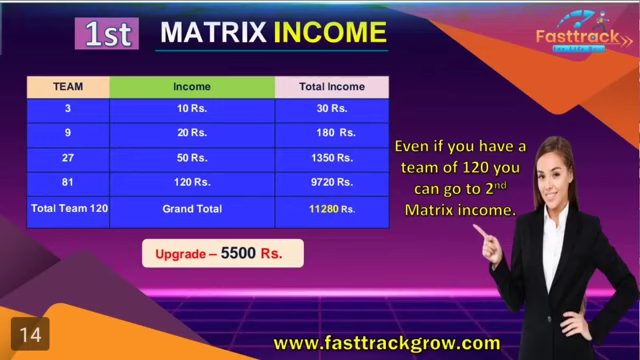 1st MATRIX INCOME
Fasttrack
TEAM Income Total Income
3 10 Rs. 30 Rs.
9 20 Rs. 180 Rs.
27 50 Rs. 1350 Rs.
81 120 Rs. 9720 Rs.
Total Team 120 Grand Total 11280 Rs.
Even if you have a
team of 120 you
can go to 2nd
Matrix income.
Upgrade – 5500 Rs.
14
www.fasttrackgrow.com